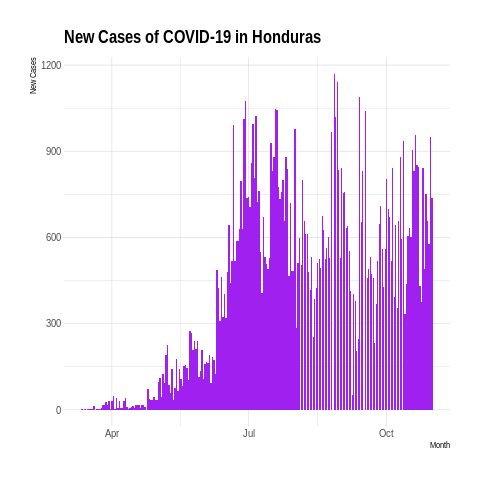 New Cases of COVID-19 in Honduras
New Cases
1200
900
600
300
0
Apr
Jul
Oct
Month